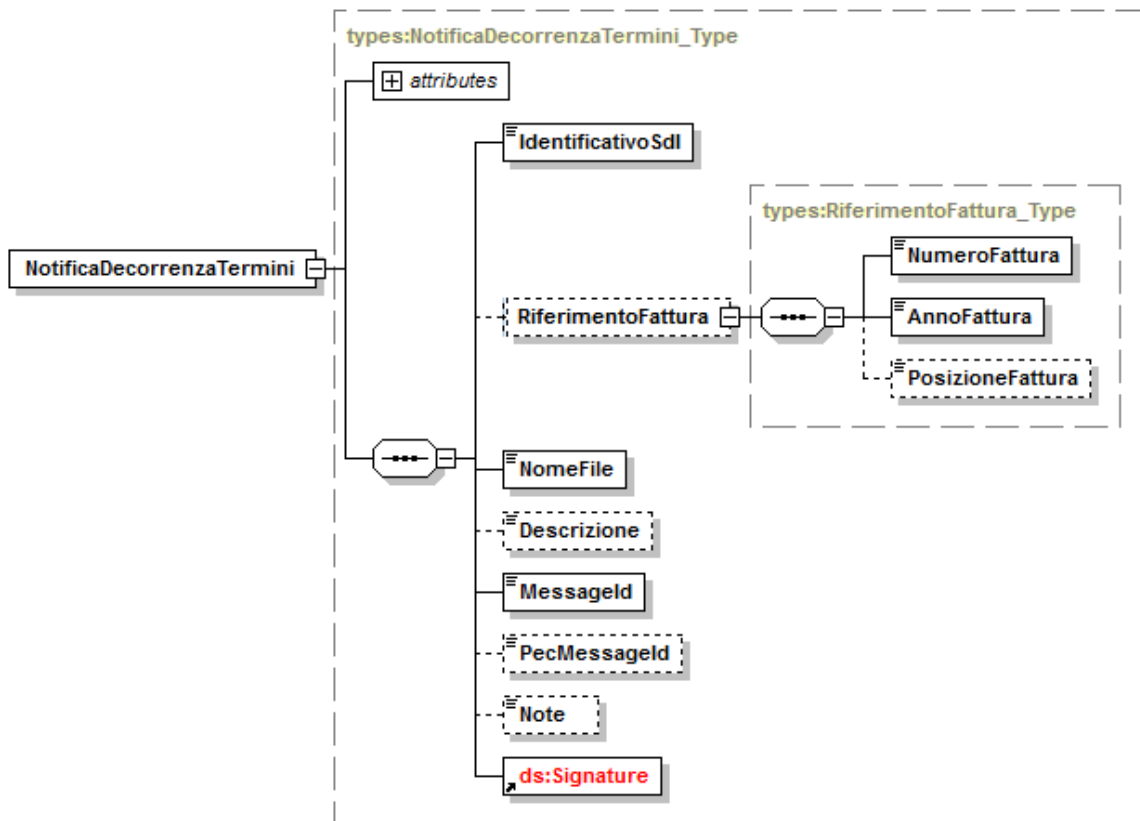 types:NotificaDecorrenzaTermini_Type
attributes
IdentificativoSdI
types:RiferimentoFattura_Type
NumeroFattura
NotificaDecorrenzaTermini
RiferimentoFattura
AnnoFattura
PosizioneFattura
NomeFile
Descrizione
MessageId
PecMessageId
Note
ds:Signature